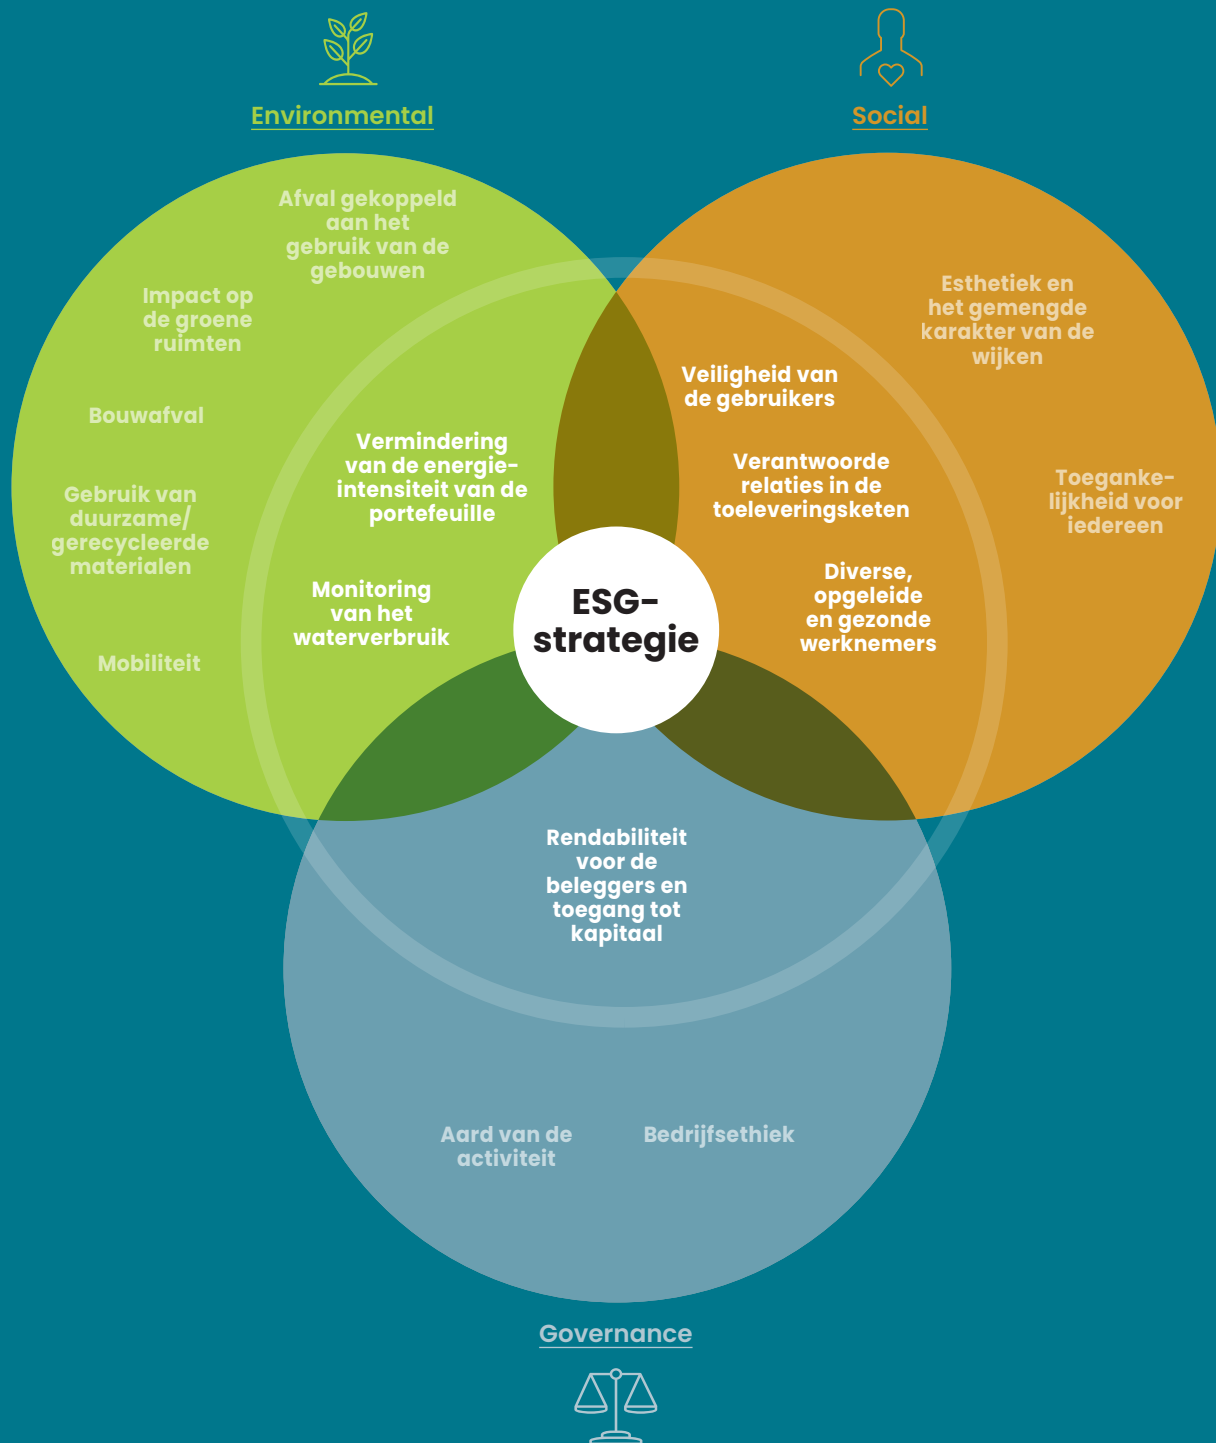 Environmental
Social
Afval gekoppeld
aan het
gebruik van de
gebouwen
Impact op
de groene
ruimten
Bouwafval
Gebruik van
duurzame/
gerecycleerde
materialen
Mobiliteit
Vermindering
van de energie-
intensiteit van de
portefeuille
Monitoring
van het
waterverbruik
ESG-
strategie
Veiligheid van
de gebruikers
Verantwoorde
relaties in de
toeleveringsketen
Diverse,
opgeleide
en gezonde
werknemers
Esthetiek en
het gemengde
karakter van de
wijken
Toeganke-
lijkheid voor
iedereen
Rendabiliteit
voor de
beleggers en
toegang tot
kapitaal
Aard van de
activiteit
Bedrijfsethiek
Governance